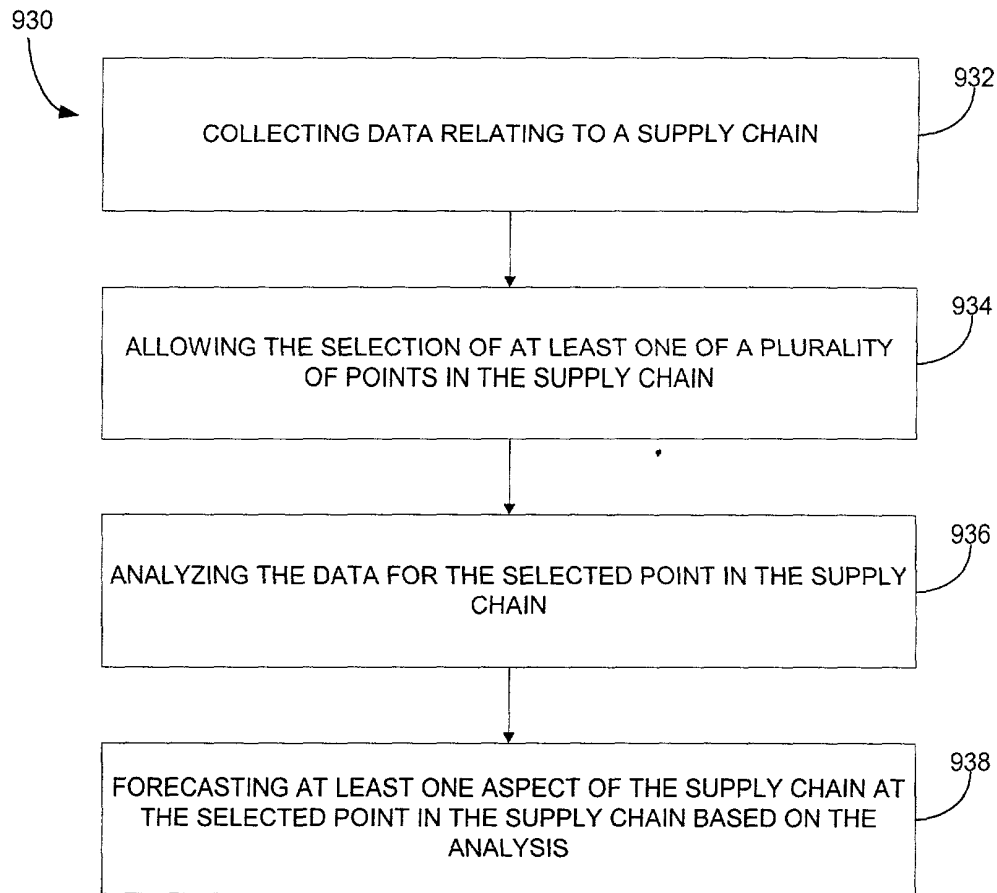 930
932
COLLECTING DATA RELATING TO A SUPPLY CHAIN
934
ALLOWING THE SELECTION OF AT LEAST ONE OF A PLURALITY
OF POINTS IN THE SUPPLY CHAIN
936
ANALYZING THE DATA FOR THE SELECTED POINT IN THE SUPPLY
CHAIN
938
FORECASTING AT LEAST ONE ASPECT OF THE SUPPLY CHAIN AT
THE SELECTED POINT IN THE SUPPLY CHAIN BASED ON THE
ANALYSIS